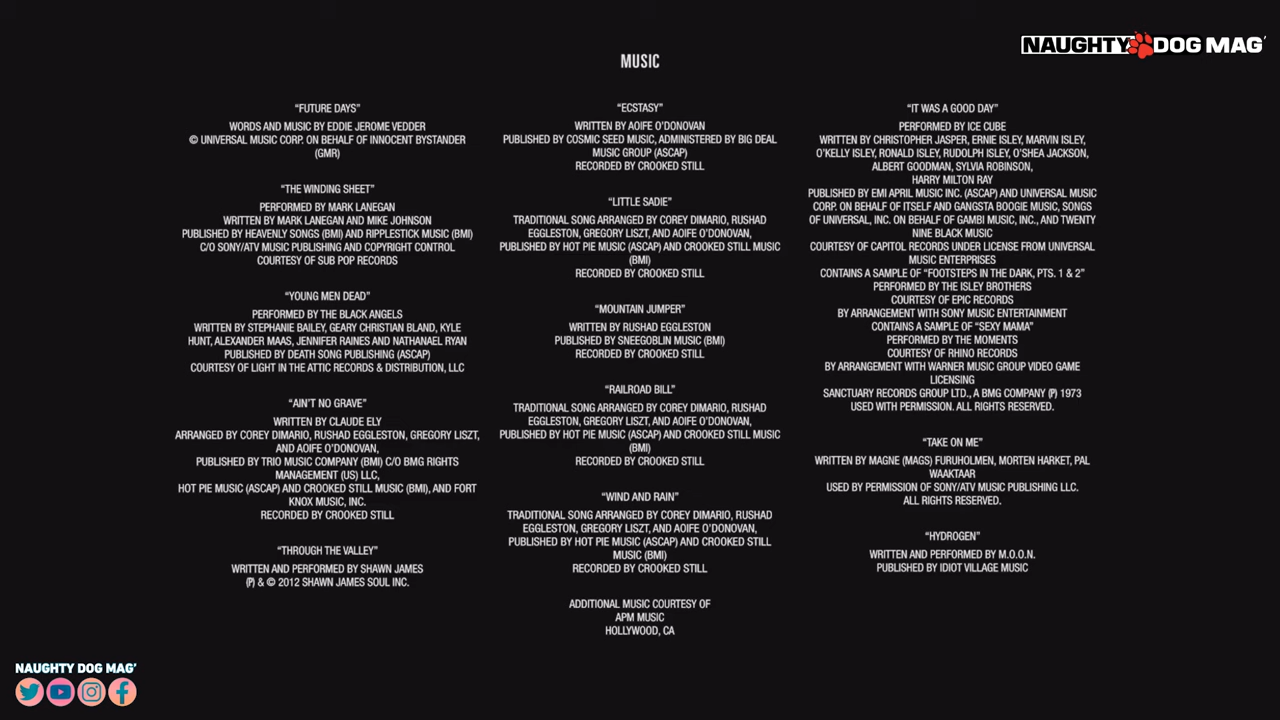 NAUGHTY DOG MAG'
MUSIC
“FUTURE DAYS”
WORDS AND MUSIC BY EDDIE JEROME VEDDER
© UNIVERSAL MUSIC CORP. ON BEHALF OF INNOCENT BYSTANDER
(GMR)
“THE WINDING SHEET”
PERFORMED BY MARK LANEGAN
WRITTEN BY MARK LANEGAN AND MIKE JOHNSON
PUBLISHED BY HEAVENLY SONGS (BMI) AND RIPPLESTICK MUSIC (BMI)
C/O SONY/ATV MUSIC PUBLISHING AND COPYRIGHT CONTROL
COURTESY OF SUB POP RECORDS
“YOUNG MEN DEAD”
PERFORMED BY THE BLACK ANGELS
WRITTEN BY STEPHANIE BAILEY, GEARY CHRISTIAN BLAND, KYLE
HUNT, ALEXANDER MAAS, JENNIFER RAINES AND NATHANAEL RYAN
PUBLISHED BY DEATH SONG PUBLISHING (ASCAP)
COURTESY OF LIGHT IN THE ATTIC RECORDS & DISTRIBUTION, LLC
“AIN'T NO GRAVE”
WRITTEN BY CLAUDE ELY
ARRANGED BY COREY DIMARIO, RUSHAD EGGLESTON, GREGORY LISZT,
AND AOIFE O'DONOVAN,
PUBLISHED BY TRIO MUSIC COMPANY (BMI) C/O BMG RIGHTS
MANAGEMENT (US) LLC,
HOT PIE MUSIC (ASCAP) AND CROOKED STILL MUSIC (BMI), AND FORT
KNOX MUSIC, INC.
RECORDED BY CROOKED STILL
“THROUGH THE VALLEY”
WRITTEN AND PERFORMED BY SHAWN JAMES
(P) & © 2012 SHAWN JAMES SOUL INC.
“ECSTASY”
WRITTEN BY AOIFE O'DONOVAN
PUBLISHED BY COSMIC SEED MUSIC, ADMINISTERED BY BIG DEAL
MUSIC GROUP (ASCAP)
RECORDED BY CROOKED STILL
“LITTLE SADIE”
TRADITIONAL SONG ARRANGED BY COREY DIMARIO, RUSHAD
EGGLESTON, GREGORY LISZT, AND AOIFE O'DONOVAN,
PUBLISHED BY HOT PIE MUSIC (ASCAP) AND CROOKED STILL MUSIC
(BMI)
RECORDED BY CROOKED STILL
“MOUNTAIN JUMPER”
WRITTEN BY RUSHAD EGGLESTON
PUBLISHED BY SNEEGOBLIN MUSIC (BMI)
RECORDED BY CROOKED STILL
“RAILROAD BILL”
TRADITIONAL SONG ARRANGED BY COREY DIMARIO, RUSHAD
EGGLESTON, GREGORY LISZT, AND AOIFE O'DONOVAN,
PUBLISHED BY HOT PIE MUSIC (ASCAP) AND CROOKED STILL MUSIC
(BMI)
RECORDED BY CROOKED STILL
“WIND AND RAIN”
TRADITIONAL SONG ARRANGED BY COREY DIMARIO, RUSHAD
EGGLESTON, GREGORY LISZT, AND AOIFE O'DONOVAN,
PUBLISHED BY HOT PIE MUSIC (ASCAP) AND CROOKED STILL
MUSIC (BMI)
RECORDED BY CROOKED STILL
ADDITIONAL MUSIC COURTESY OF
APM MUSIC
HOLLYWOOD, CA
“IT WAS A GOOD DAY”
PERFORMED BY ICE CUBE
WRITTEN BY CHRISTOPHER JASPER, ERNIE ISLEY, MARVIN ISLEY,
O'KELLY ISLEY, RONALD ISLEY, RUDOLPH ISLEY, O'SHEA JACKSON,
ALBERT GOODMAN, SYLVIA ROBINSON,
HARRY MILTON RAY
PUBLISHED BY EMI APRIL MUSIC INC. (ASCAP) AND UNIVERSAL MUSIC
CORP. ON BEHALF OF ITSELF AND GANGSTA BOOGIE MUSIC, SONGS
OF UNIVERSAL, INC. ON BEHALF OF GAMBI MUSIC, INC., AND TWENTY
NINE BLACK MUSIC
COURTESY OF CAPITOL RECORDS UNDER LICENSE FROM UNIVERSAL
MUSIC ENTERPRISES
CONTAINS A SAMPLE OF “FOOTSTEPS IN THE DARK, PTS. 1 & 2”
PERFORMED BY THE ISLEY BROTHERS
COURTESY OF EPIC RECORDS
BY ARRANGEMENT WITH SONY MUSIC ENTERTAINMENT
CONTAINS A SAMPLE OF “SEXY MAMA”
PERFORMED BY THE MOMENTS
COURTESY OF RHINO RECORDS
BY ARRANGEMENT WITH WARNER MUSIC GROUP VIDEO GAME
LICENSING
SANCTUARY RECORDS GROUP LTD., A BMG COMPANY (P) 1973
USED WITH PERMISSION. ALL RIGHTS RESERVED.
“TAKE ON ME”
WRITTEN BY MAGNE (MAGS) FURUHOLMEN, MORTEN HARKET, PAL
WAAKTAAR
USED BY PERMISSION OF SONY/ATV MUSIC PUBLISHING LLC.
ALL RIGHTS RESERVED.
“HYDROGEN”
WRITTEN AND PERFORMED BY M.O.O.N.
PUBLISHED BY IDIOT VILLAGE MUSIC
NAUGHTY DOG MAG'